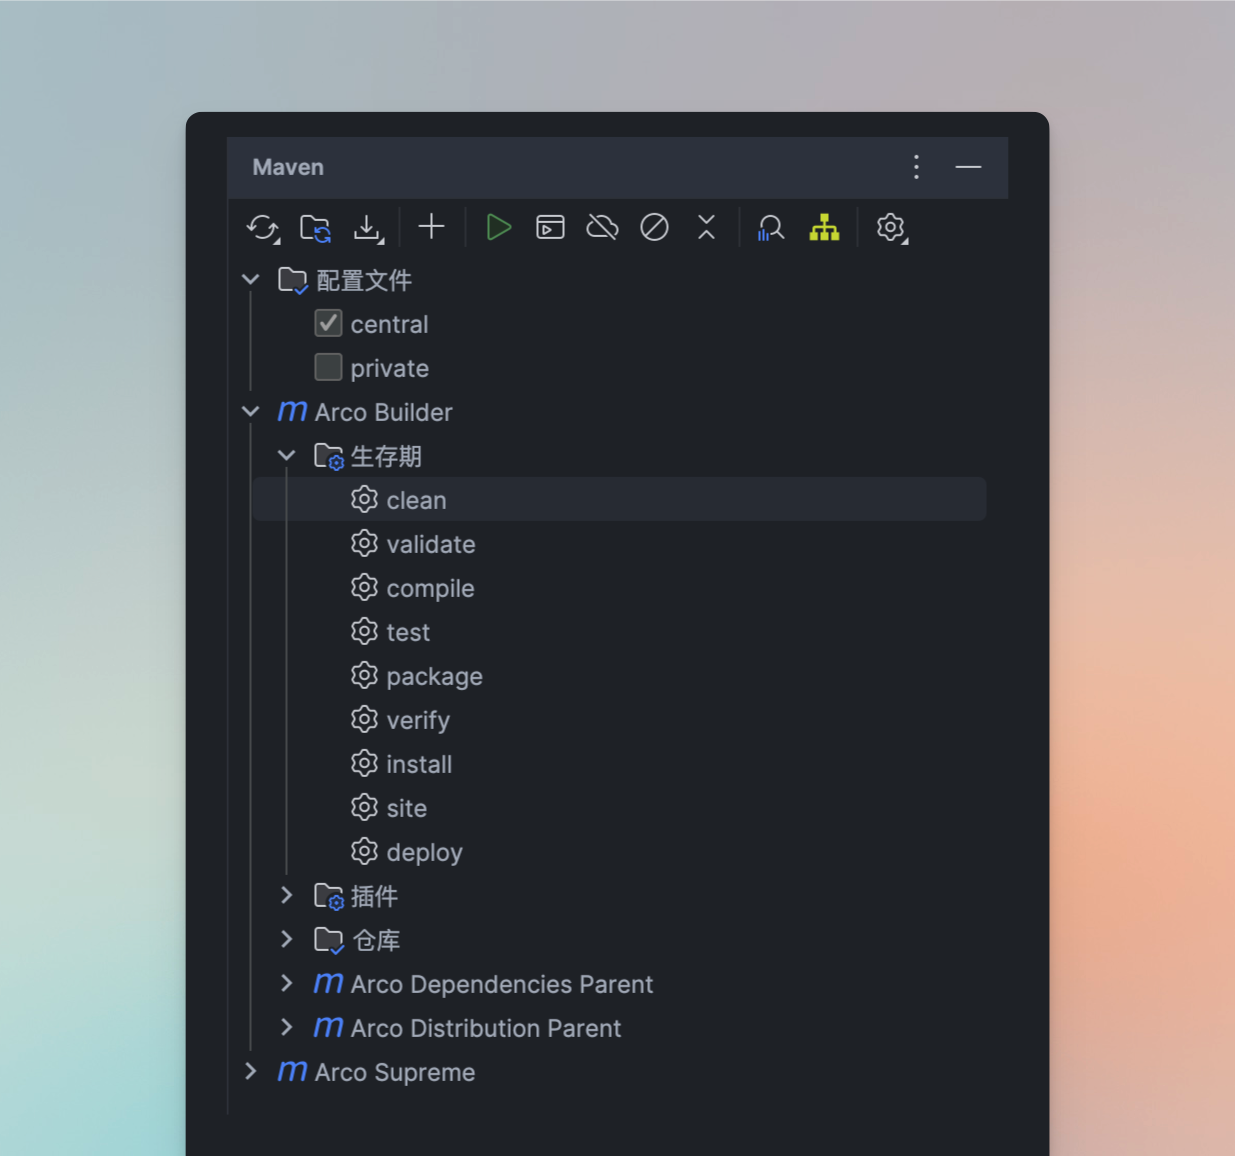 Maven
配置文件
central
private
m Arco Builder
生存期
clean
validate
compile
test
package
verify
install
site
deploy
插件
仓库
m Arco Dependencies Parent
m Arco Distribution Parent
m Arco Supreme